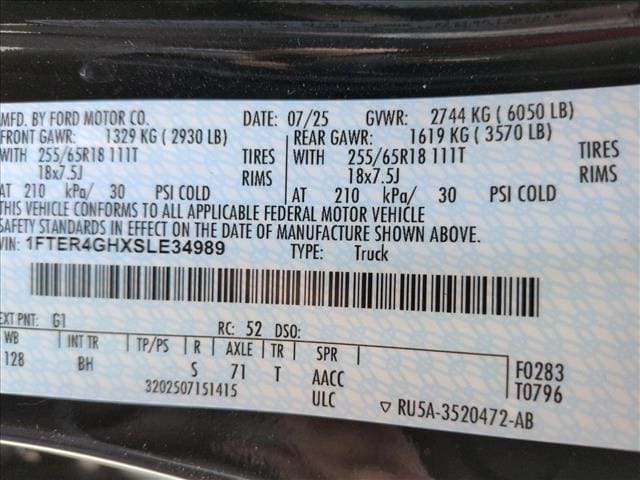 MFD. BY FORD MOTOR CO. DATE: 07/25 GVWR: 2744 KG ( 6050 LB)
FRONT GAWR: 1329 KG ( 2930 LB) REAR GAWR: 1619 KG ( 3570 LB)
WITH 255/65R18 111T TIRES WITH 255/65R18 111T TIRES
18x7.5J RIMS 18x7.5J RIMS
AT 210 kPa/ 30 PSI COLD AT 210 kPa/ 30 PSI COLD
THIS VEHICLE CONFORMS TO ALL APPLICABLE FEDERAL MOTOR VEHICLE
SAFETY STANDARDS IN EFFECT ON THE DATE OF MANUFACTURE SHOWN ABOVE.
VIN: 1FTER4GHXSLE34989 TYPE: Truck
EXT PNT: G1 RC: 52 DSO:
WB INT TR TP/PS R AXLE TR SPR
128 BH S 71 T AACC F0283
3202507151415 ULC T0796
▽ RU5A-3520472-AB